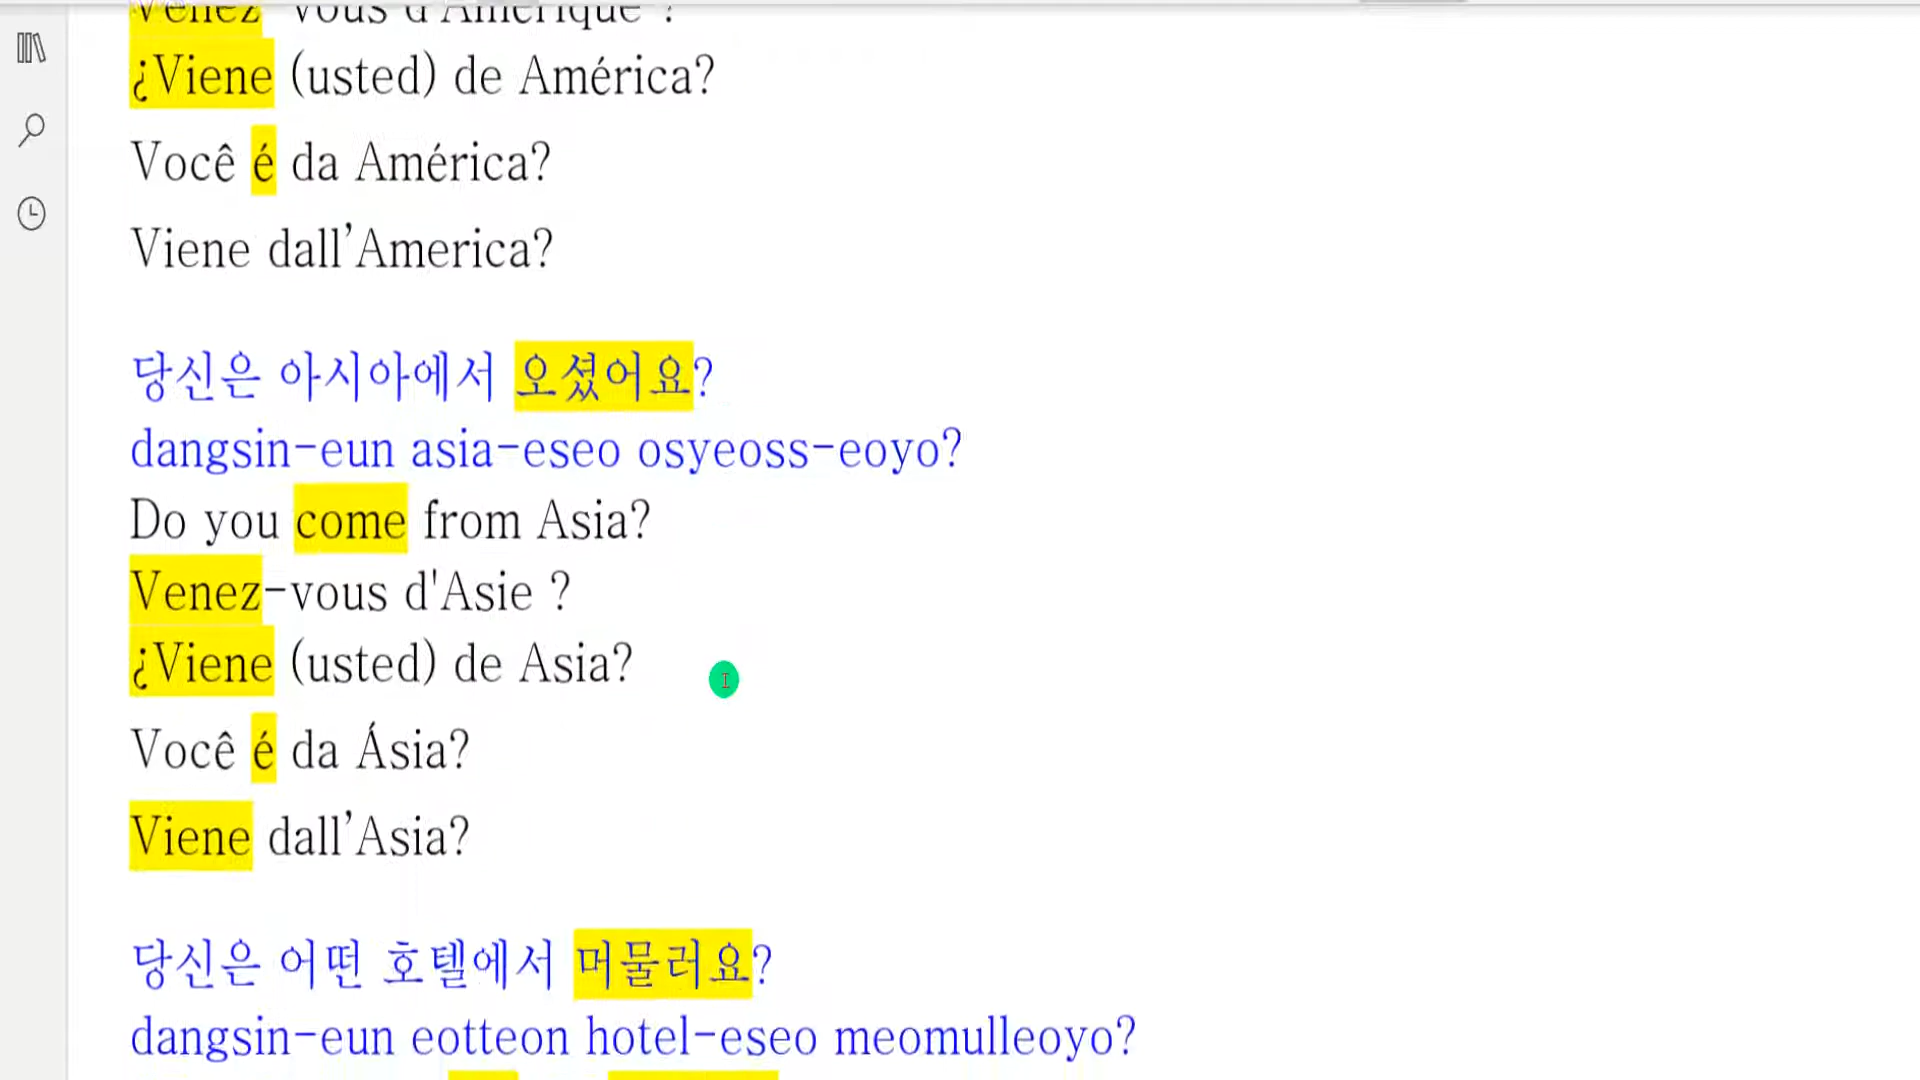 Venez-vous d'Amérique ?
¿Viene (usted) de América?
Você é da América?
Viene dall’America?
당신은 아시아에서 오셨어요?
dangsin-eun asia-eseo osyeoss-eoyo?
Do you come from Asia?
Venez-vous d'Asie ?
¿Viene (usted) de Asia?
Você é da Ásia?
Viene dall’Asia?
당신은 어떤 호텔에서 머물러요?
dangsin-eun eotteon hotel-eseo meomulleoyo?